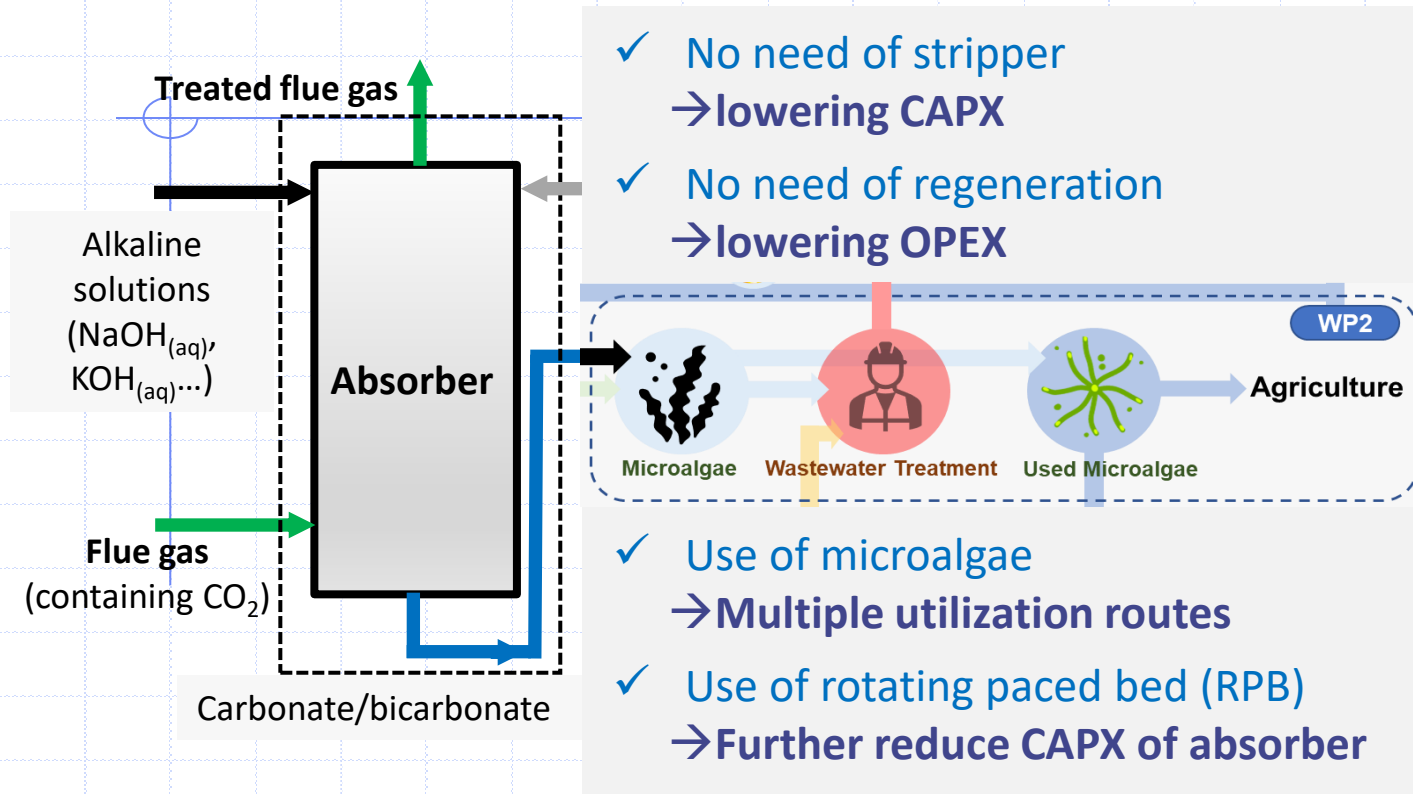 Treated flue gas
Alkaline
solutions
(NaOH(aq),
KOH(aq)...)
Absorber
Flue gas
(containing CO2)
Carbonate/bicarbonate
✓ No need of stripper
→lowering CAPX
✓ No need of regeneration
→lowering OPEX
WP2
Agriculture
Microalgae
Wastewater Treatment
Used Microalgae
✓ Use of microalgae
→Multiple utilization routes
✓ Use of rotating paced bed (RPB)
→Further reduce CAPX of absorber